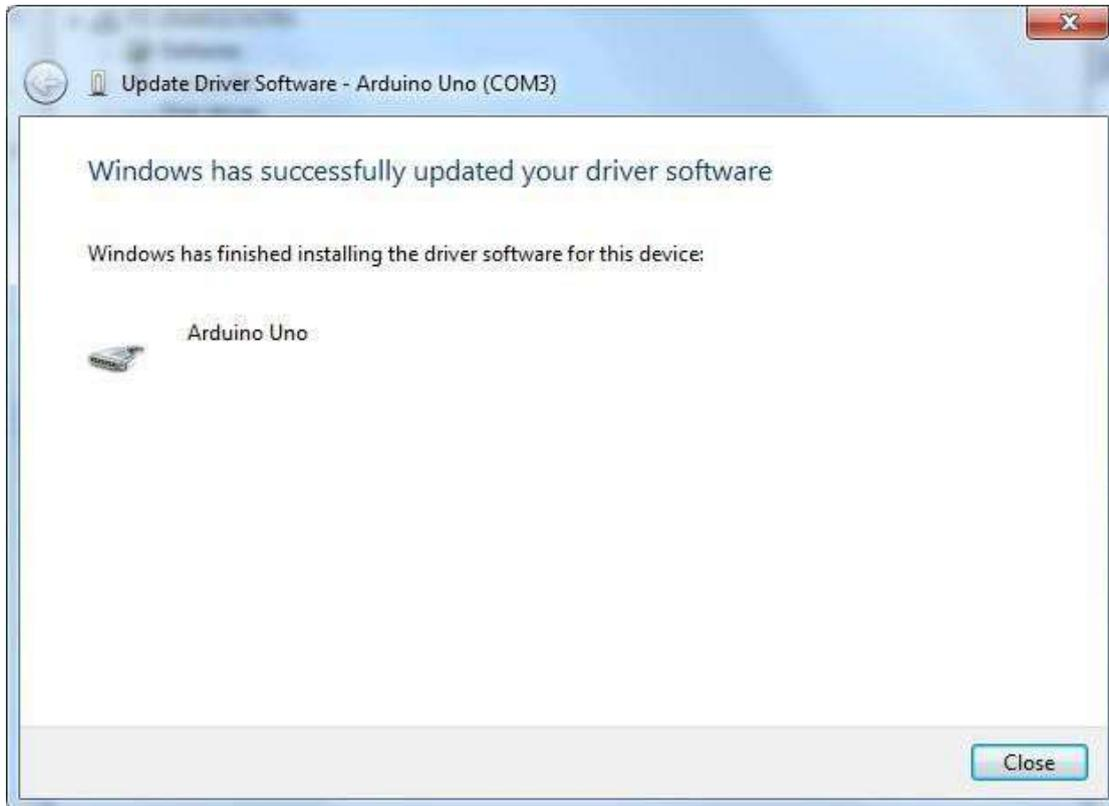 Update Driver Software - Arduino Uno (COM3)
Windows has successfully updated your driver software
Windows has finished installing the driver software for this device:
Arduino Uno
Close